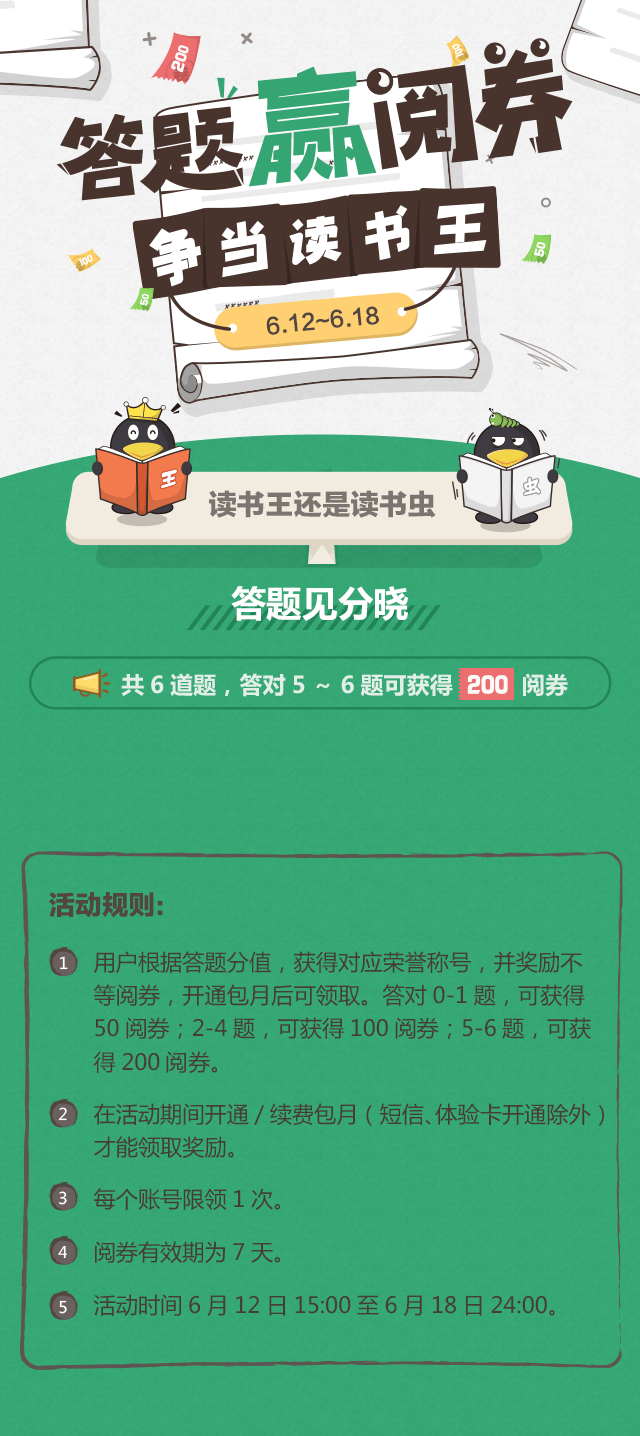 200
100
答题赢阅券
争当读书王
100
50
50
6.12~6.18
王
虫
读书王还是读书虫
答题见分晓
共 6 道题，答对 5 ~ 6 题可获得 200 阅券
活动规则:
1 用户根据答题分值，获得对应荣誉称号，并奖励不
等阅券，开通包月后可领取。答对 0-1 题，可获得
50 阅券；2-4 题，可获得 100 阅券；5-6 题，可获
得 200 阅券。
2 在活动期间开通 / 续费包月（短信、体验卡开通除外）
才能领取奖励。
3 每个账号限领 1 次。
4 阅券有效期为 7 天。
5 活动时间 6 月 12 日 15:00 至 6 月 18 日 24:00。